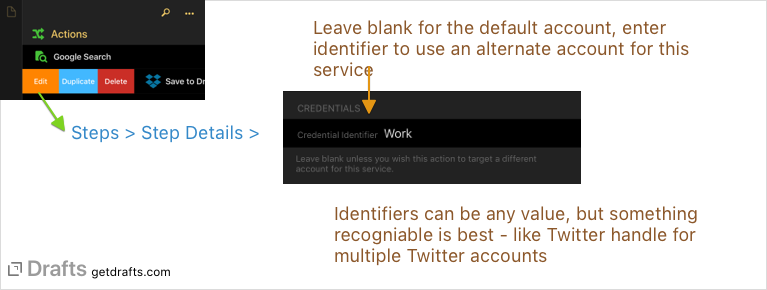 Actions
Google Search
Edit Duplicate Delete Save to Dr
Steps > Step Details >
Leave blank for the default account, enter
identifier to use an alternate account for this
service
CREDENTIALS
Credential Identifier Work
Leave blank unless you wish this action to target a different
account for this service.
Identifiers can be any value, but something
recogniable is best - like Twitter handle for
multiple Twitter accounts
Drafts getdrafts.com